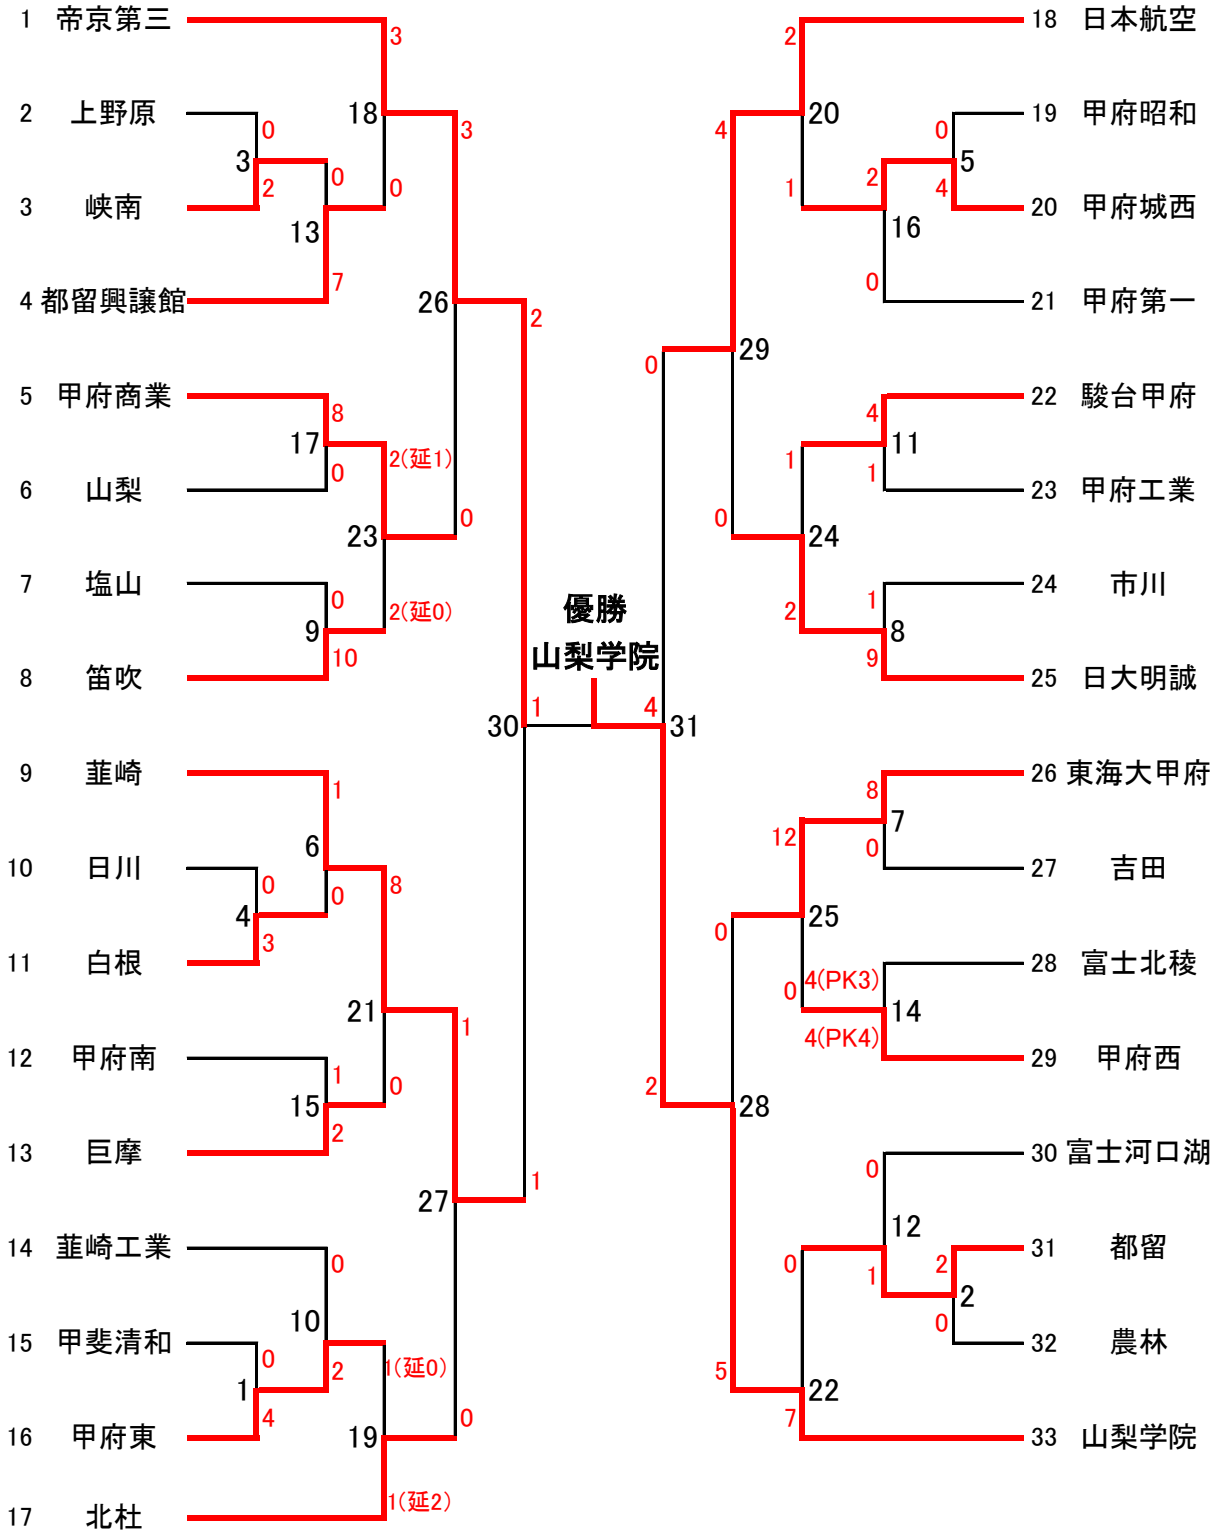 1 帝京第三
3
18
2 上野原
0
3
3
2
0
3 峡南
0
13
7
4 都留興譲館
26
2
5 甲府商業
8
17
2(延1)
0
6 山梨
0
23
7 塩山
0
2(延0)
9
10
8 笛吹
優勝
山梨学院
30
1
4
31
9 韮崎
1
6
10 日川
0
0
8
4
3
11 白根
21
1
12 甲府南
1
0
15
2
13 巨摩
27
1
14 韮崎工業
0
10
15 甲斐清和
0
2
1(延0)
1
4
0
16 甲府東
19
1(延2)
17 北杜
18 日本航空
2
20
4
19 甲府昭和
0
5
2
4
1
20 甲府城西
16
0
21 甲府第一
29
0
22 駿台甲府
4
11
1
1
23 甲府工業
0
24
24 市川
1
2
8
9
25 日大明誠
26 東海大甲府
8
7
12
0
27 吉田
25
0
28 富士北稜
4(PK3)
0
14
4(PK4)
29 甲府西
2
28
30 富士河口湖
0
12
31 都留
2
0
1
2
0
32 農林
5
22
7
33 山梨学院